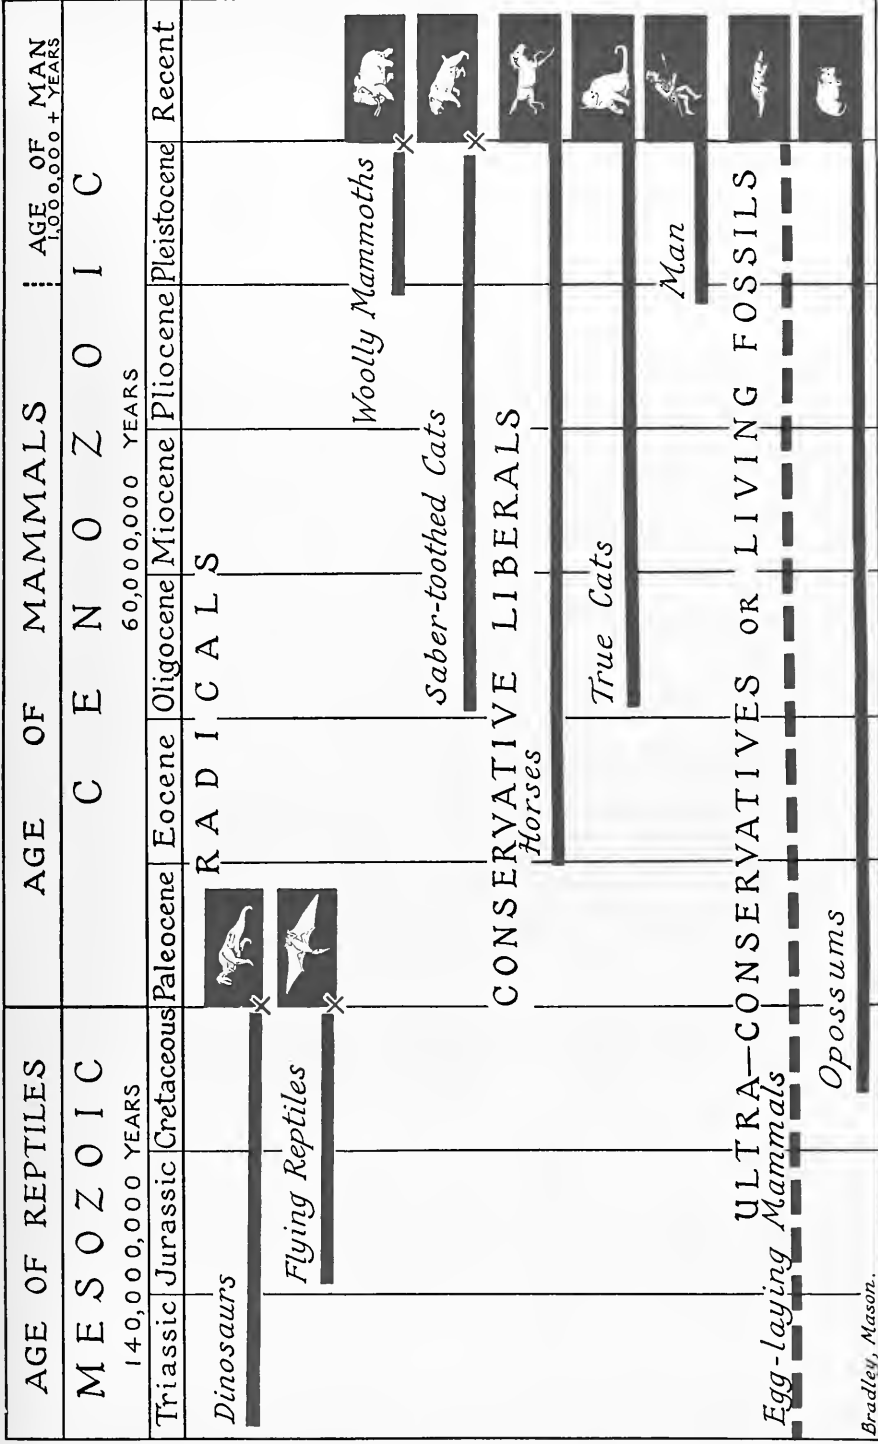 AGE OF REPTILES
AGE OF MAMMALS
AGE OF MAN
1,000,000+ YEARS
MESOZOIC
CENOZOIC
140,000,000 YEARS
60,000,000 YEARS
Triassic
Jurassic
Cretaceous
Paleocene
Eocene
Oligocene
Miocene
Pliocene
Pleistocene
Recent
RADICALS
Dinosaurs
Flying Reptiles
Woolly Mammoths
Saber-toothed Cats
CONSERVATIVE LIBERALS
Horses
True Cats
Man
ULTRA—CONSERVATIVES OR LIVING FOSSILS
Egg-laying Mammals
Opossums
Bradley, Mason.